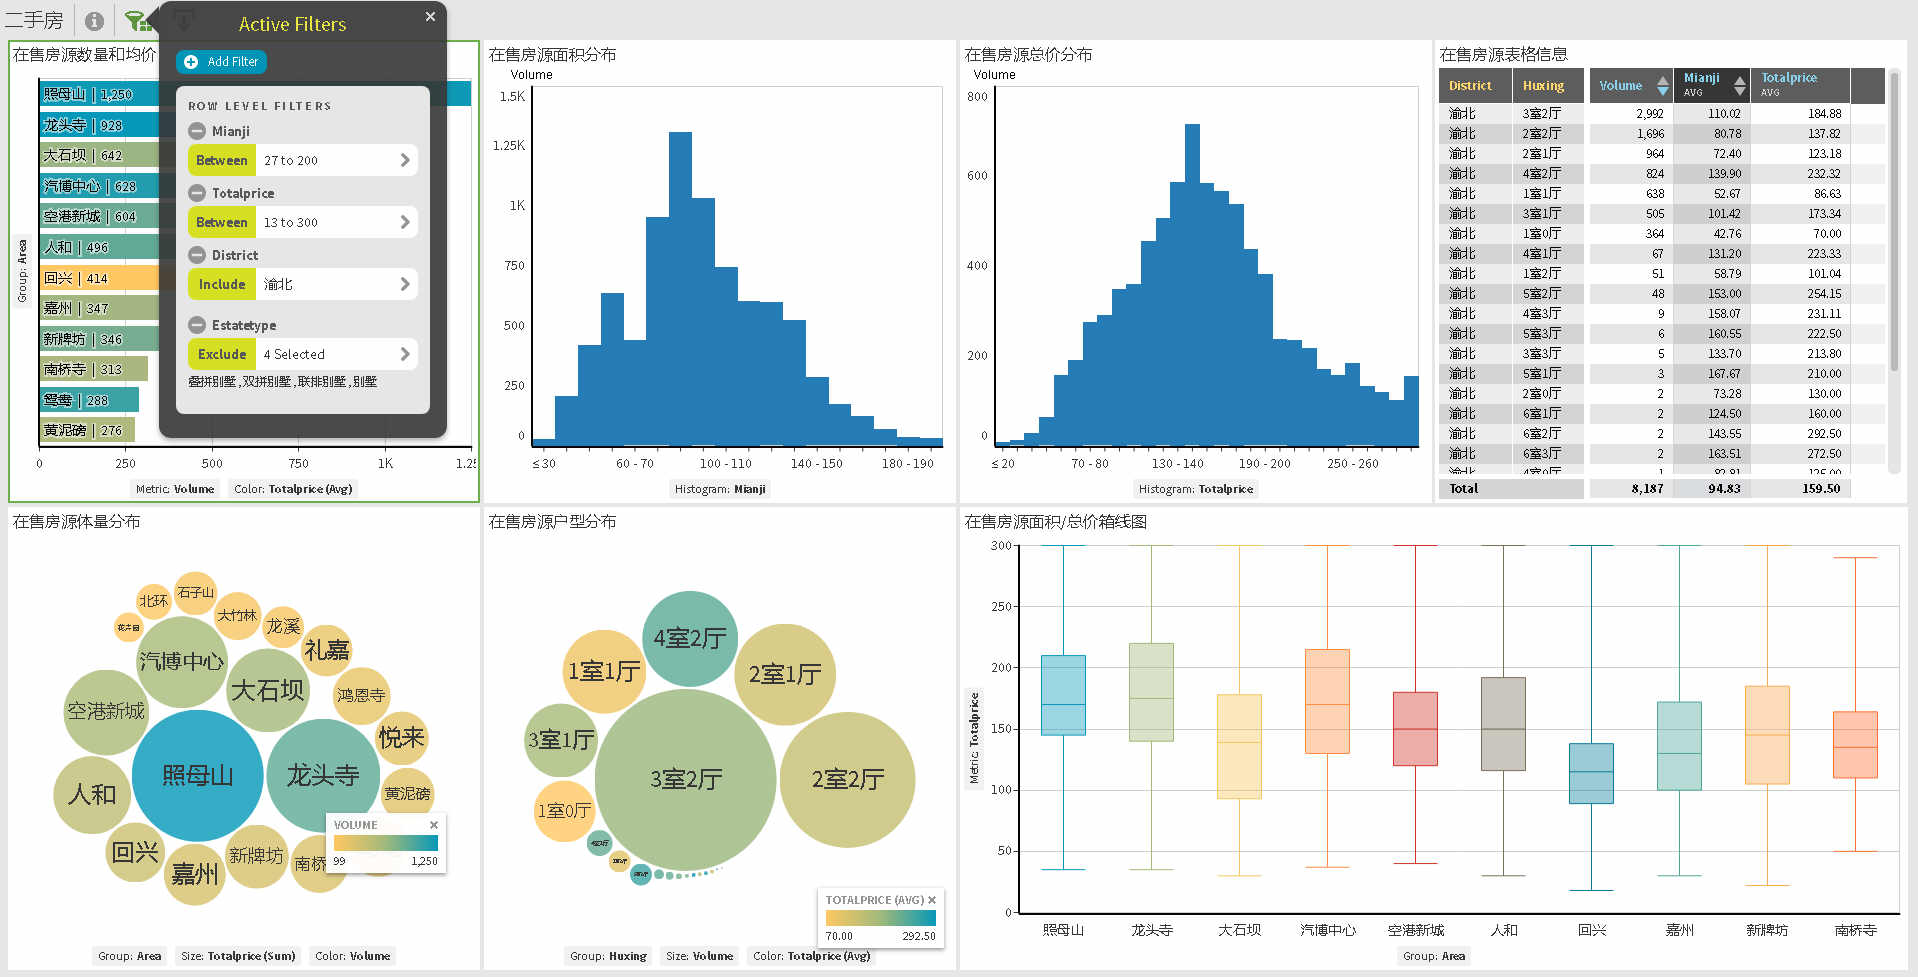 二手房
Active Filters
Add Filter
ROW LEVEL FILTERS
Mianji
Between 27 to 200
Totalprice
Between 13 to 300
District
Include 渝北
Estatetype
Exclude 4 Selected
叠拼别墅,双拼别墅,联排别墅,别墅
在售房源数量和均价
照母山 | 1,250
龙头寺 | 928
大石坝 | 642
汽博中心 | 628
空港新城 | 604
人和 | 496
回兴 | 414
嘉州 | 347
新牌坊 | 346
南桥寺 | 313
鸳鸯 | 288
黄泥磅 | 276
Group: Area
0 250 500 750 1K 1.25
Metric: Volume Color: Totalprice (Avg)
在售房源面积分布
Volume
1.5K
1.25K
1K
750
500
250
0
≤ 30 60 - 70 100 - 110 140 - 150 180 - 190
Histogram: Mianji
在售房源总价分布
Volume
800
600
400
200
0
≤ 20 70 - 80 130 - 140 190 - 200 250 - 260
Histogram: Totalprice
在售房源表格信息
District Huxing Volume Mianji AVG Totalprice AVG
渝北 3室2厅 2,992 110.02 184.88
渝北 2室2厅 1,696 80.78 137.82
渝北 2室1厅 964 72.40 123.18
渝北 4室2厅 824 139.90 232.32
渝北 1室1厅 638 52.67 86.63
渝北 3室1厅 505 101.42 173.34
渝北 1室0厅 364 42.76 70.00
渝北 4室1厅 67 131.20 223.33
渝北 1室2厅 51 58.79 101.04
渝北 5室2厅 48 153.00 254.15
渝北 4室3厅 9 158.07 231.11
渝北 5室3厅 6 160.55 222.50
渝北 3室3厅 5 133.70 213.80
渝北 5室1厅 3 167.67 210.00
渝北 2室0厅 2 73.28 130.00
渝北 6室1厅 2 124.50 160.00
渝北 6室2厅 2 143.55 292.50
渝北 6室3厅 2 163.51 272.50
渝北 4室0厅 1 92.81 125.00
Total 8,187 94.83 159.50
在售房源体量分布
石子山
北环
大竹林
龙溪
礼嘉
汽博中心
大石坝
鸿恩寺
空港新城
悦来
照母山
龙头寺
人和
黄泥磅
回兴
嘉州
新牌坊
南桥
VOLUME
99 1,250
Group: Area Size: Totalprice (Sum) Color: Volume
在售房源户型分布
4室2厅
1室1厅
2室1厅
3室1厅
3室2厅
2室2厅
1室0厅
TOTALPRICE (AVG)
70.00 292.50
Group: Huxing Size: Volume Color: Totalprice (Avg)
在售房源面积/总价箱线图
300
250
200
150
100
50
0
Metric: Totalprice
照母山 龙头寺 大石坝 汽博中心 空港新城 人和 回兴 嘉州 新牌坊 南桥寺
Group: Area